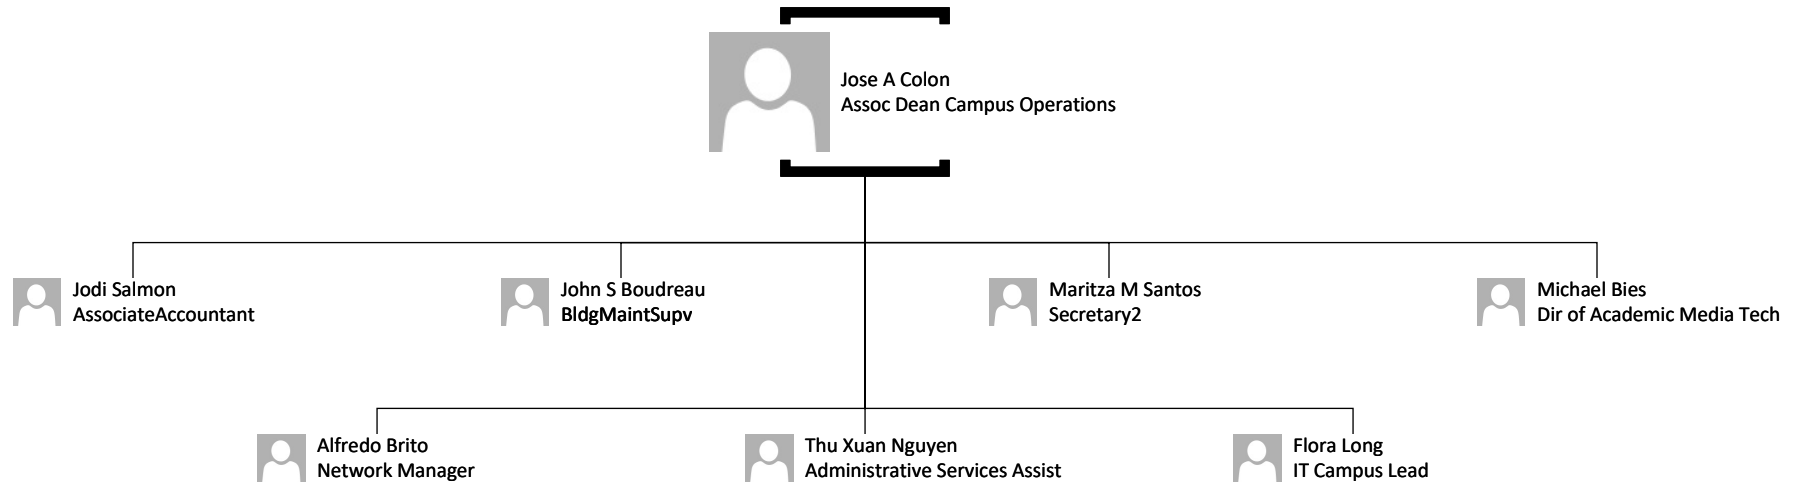 Jose A Colon
Assoc Dean Campus Operations
Jodi Salmon
AssociateAccountant
John S Boudreau
BldgMaintSupv
Maritza M Santos
Secretary2
Michael Bies
Dir of Academic Media Tech
Alfredo Brito
Network Manager
Thu Xuan Nguyen
Administrative Services Assist
Flora Long
IT Campus Lead